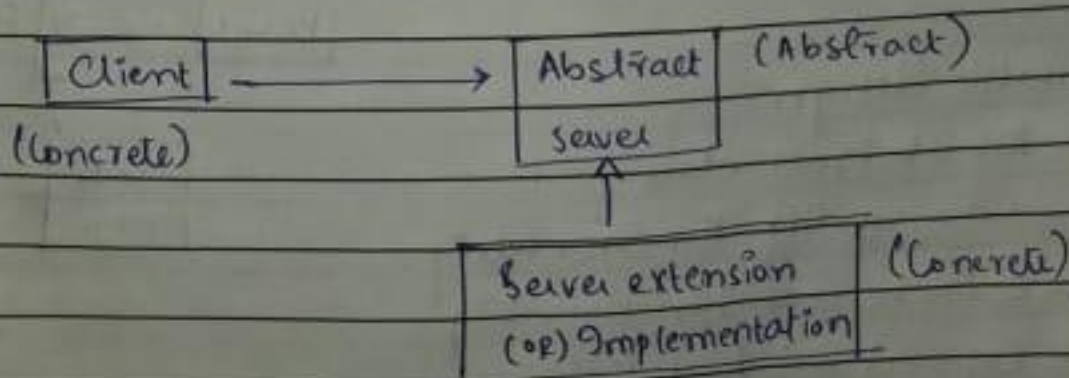 Client
Abstract (Abstract)
(Concrete)
server
Server extension (Concrete)
(OR) Implementation